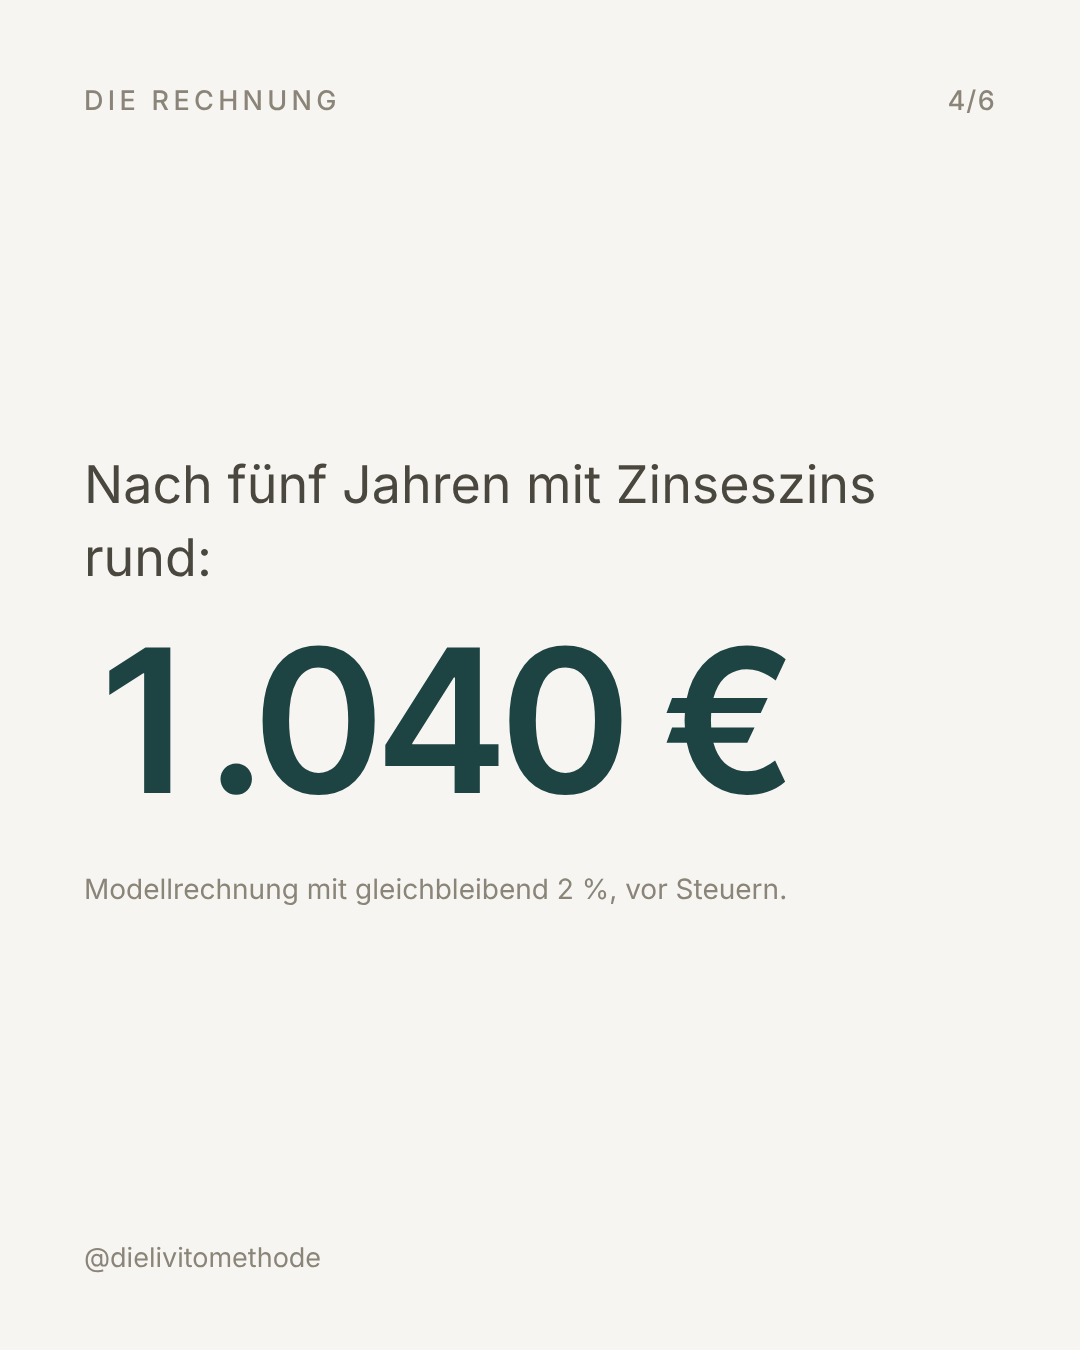 DIE RECHNUNG
4/6
Nach fünf Jahren mit Zinseszins
rund:
1.040 €
Modellrechnung mit gleichbleibend 2 %, vor Steuern.
@dielivitomethode